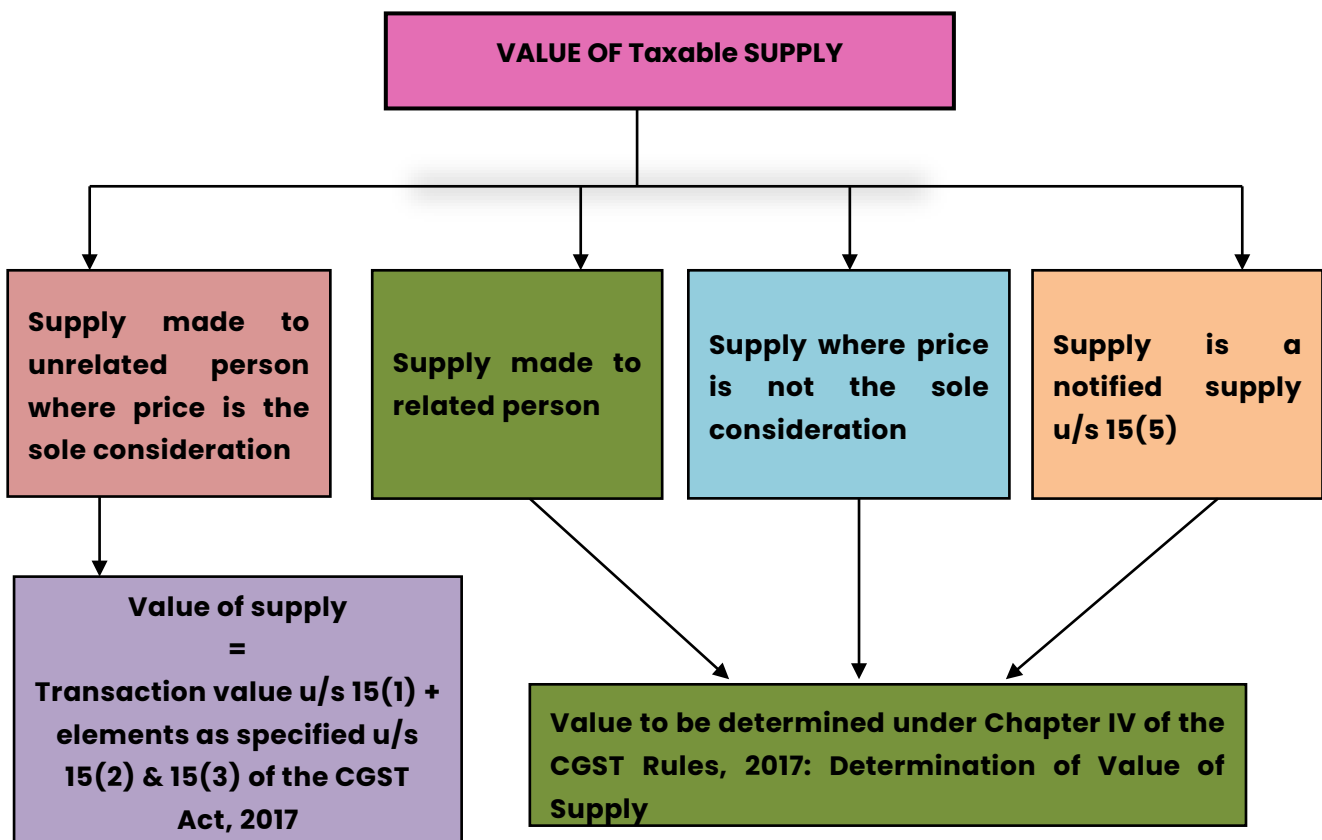 VALUE OF Taxable SUPPLY
Supply made to
unrelated person
where price is the
sole consideration
Supply made to
related person
Supply where price
is not the sole
consideration
Supply is a
notified supply
u/s 15(5)
Value of supply
=
Transaction value u/s 15(1) +
elements as specified u/s
15(2) & 15(3) of the CGST
Act, 2017
Value to be determined under Chapter IV of the
CGST Rules, 2017: Determination of Value of
Supply